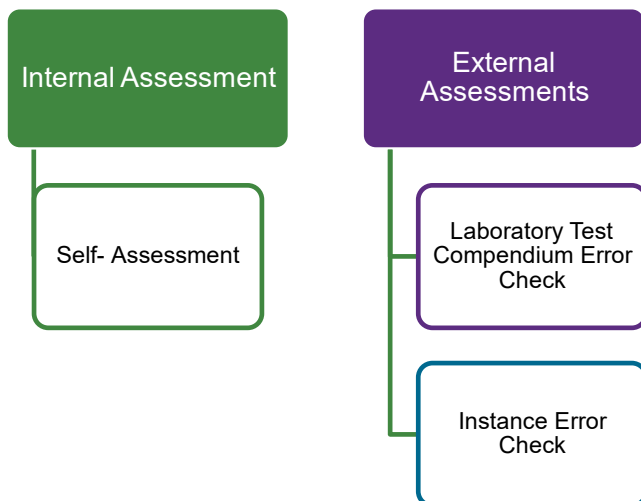 Internal Assessment
Self- Assessment
External
Assessments
Laboratory Test
Compendium Error
Check
Instance Error
Check